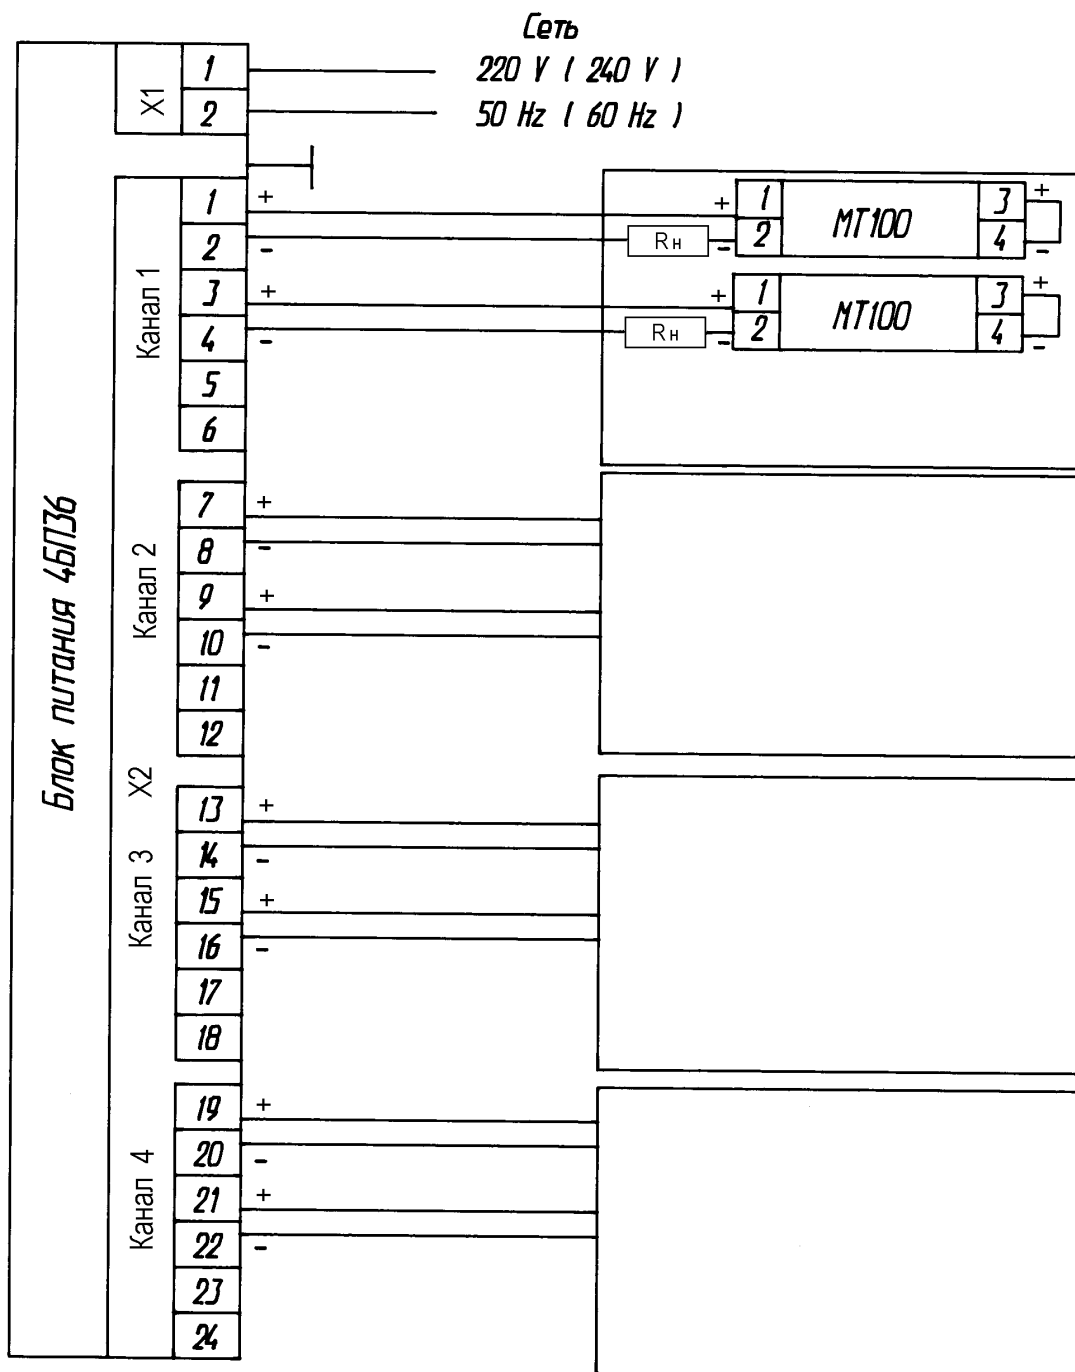 Сеть
220 V ( 240 V )
50 Hz ( 60 Hz )
Блок питания 4БП36
X1
1
2
X2
Канал 1
1 +
2 -
3 +
4 -
5
6
Rн
+ 1
- 2
МТ100
3 +
4 -
Rн
+ 1
- 2
МТ100
3 +
4 -
Канал 2
7 +
8 -
9 +
10 -
11
12
Канал 3
13 +
14 -
15 +
16 -
17
18
Канал 4
19 +
20 -
21 +
22 -
23
24